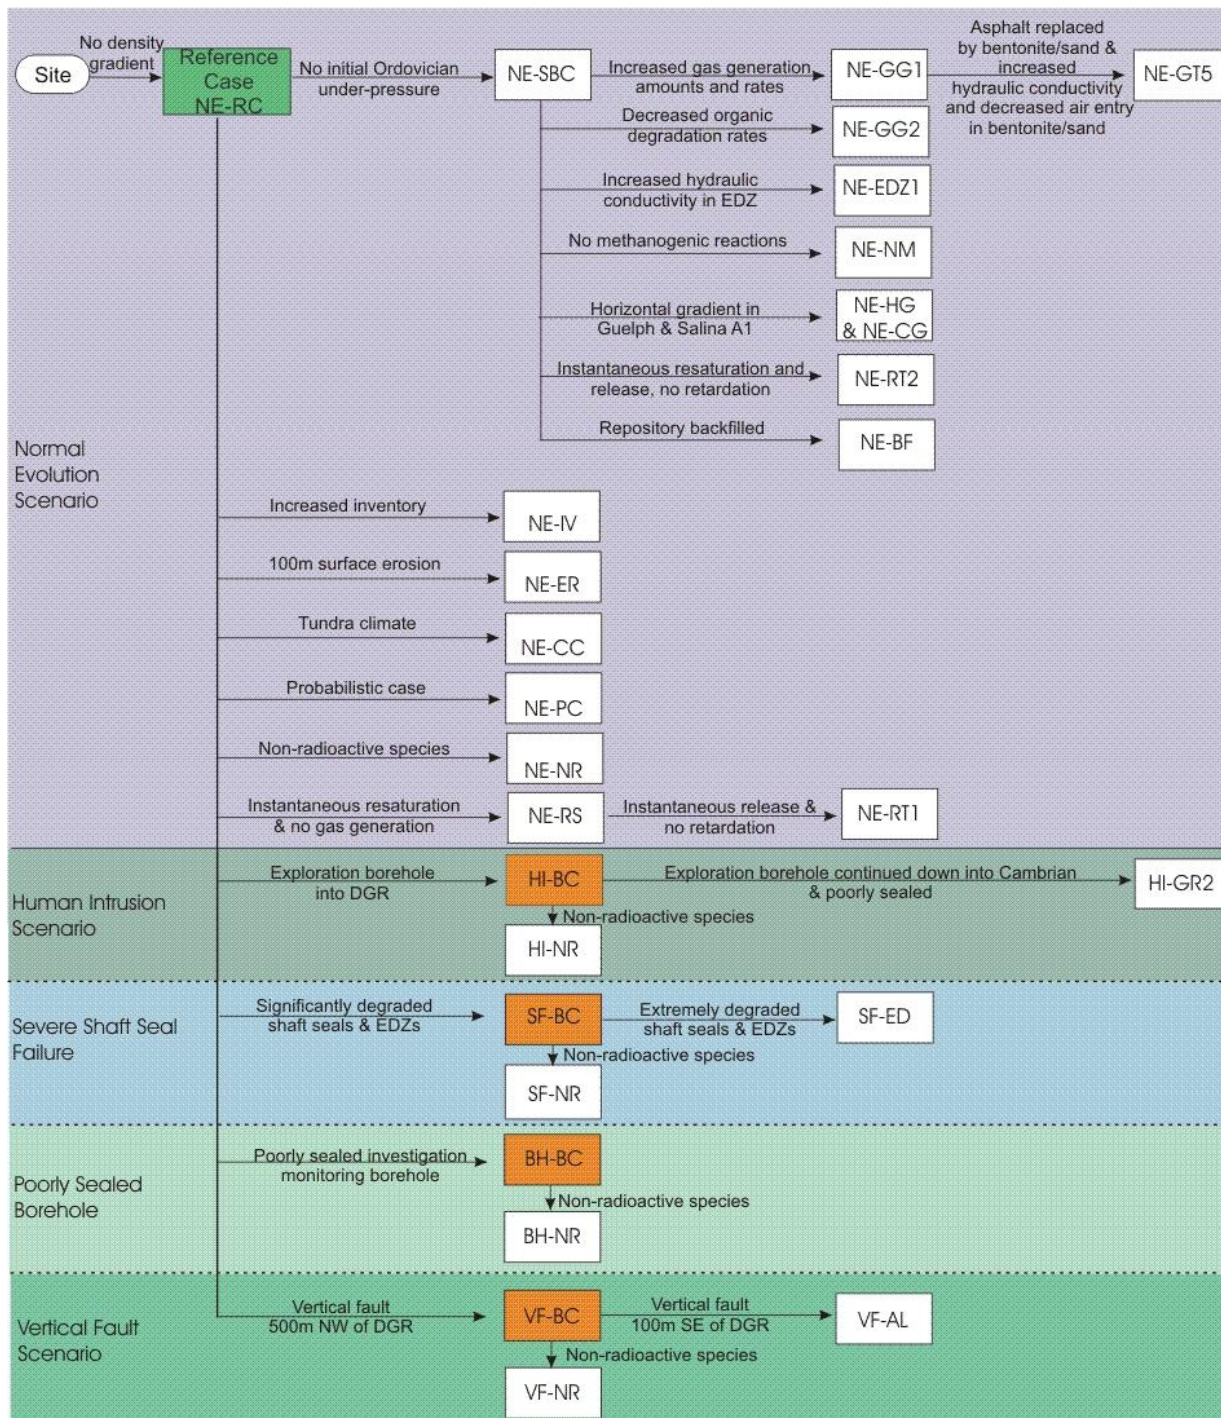 No density
gradient
Site
Reference
Case
NE-RC
No initial Ordovician
under-pressure
NE-SBC
Increased gas generation
amounts and rates
NE-GG1
Asphalt replaced
by bentonite/sand &
increased
hydraulic conductivity
and decreased air entry
in bentonite/sand
NE-GT5
Decreased organic
degradation rates
NE-GG2
Increased hydraulic
conductivity in EDZ
NE-EDZ1
No methanogenic reactions
NE-NM
Horizontal gradient in
Guelph & Salina A1
NE-HG
& NE-CG
Instantaneous resaturation and
release, no retardation
NE-RT2
Repository backfilled
NE-BF
Normal
Evolution
Scenario
Increased inventory
NE-IV
100m surface erosion
NE-ER
Tundra climate
NE-CC
Probabilistic case
NE-PC
Non-radioactive species
NE-NR
Instantaneous resaturation
& no gas generation
NE-RS
Instantaneous release &
no retardation
NE-RT1
Human Intrusion
Scenario
Exploration borehole
into DGR
HI-BC
Exploration borehole continued down into Cambrian
& poorly sealed
HI-GR2
Non-radioactive species
HI-NR
Severe Shaft Seal
Failure
Significantly degraded
shaft seals & EDZs
SF-BC
Extremely degraded
shaft seals & EDZs
SF-ED
Non-radioactive species
SF-NR
Poorly Sealed
Borehole
Poorly sealed investigation
monitoring borehole
BH-BC
Non-radioactive species
BH-NR
Vertical Fault
Scenario
Vertical fault
500m NW of DGR
VF-BC
Vertical fault
100m SE of DGR
VF-AL
Non-radioactive species
VF-NR